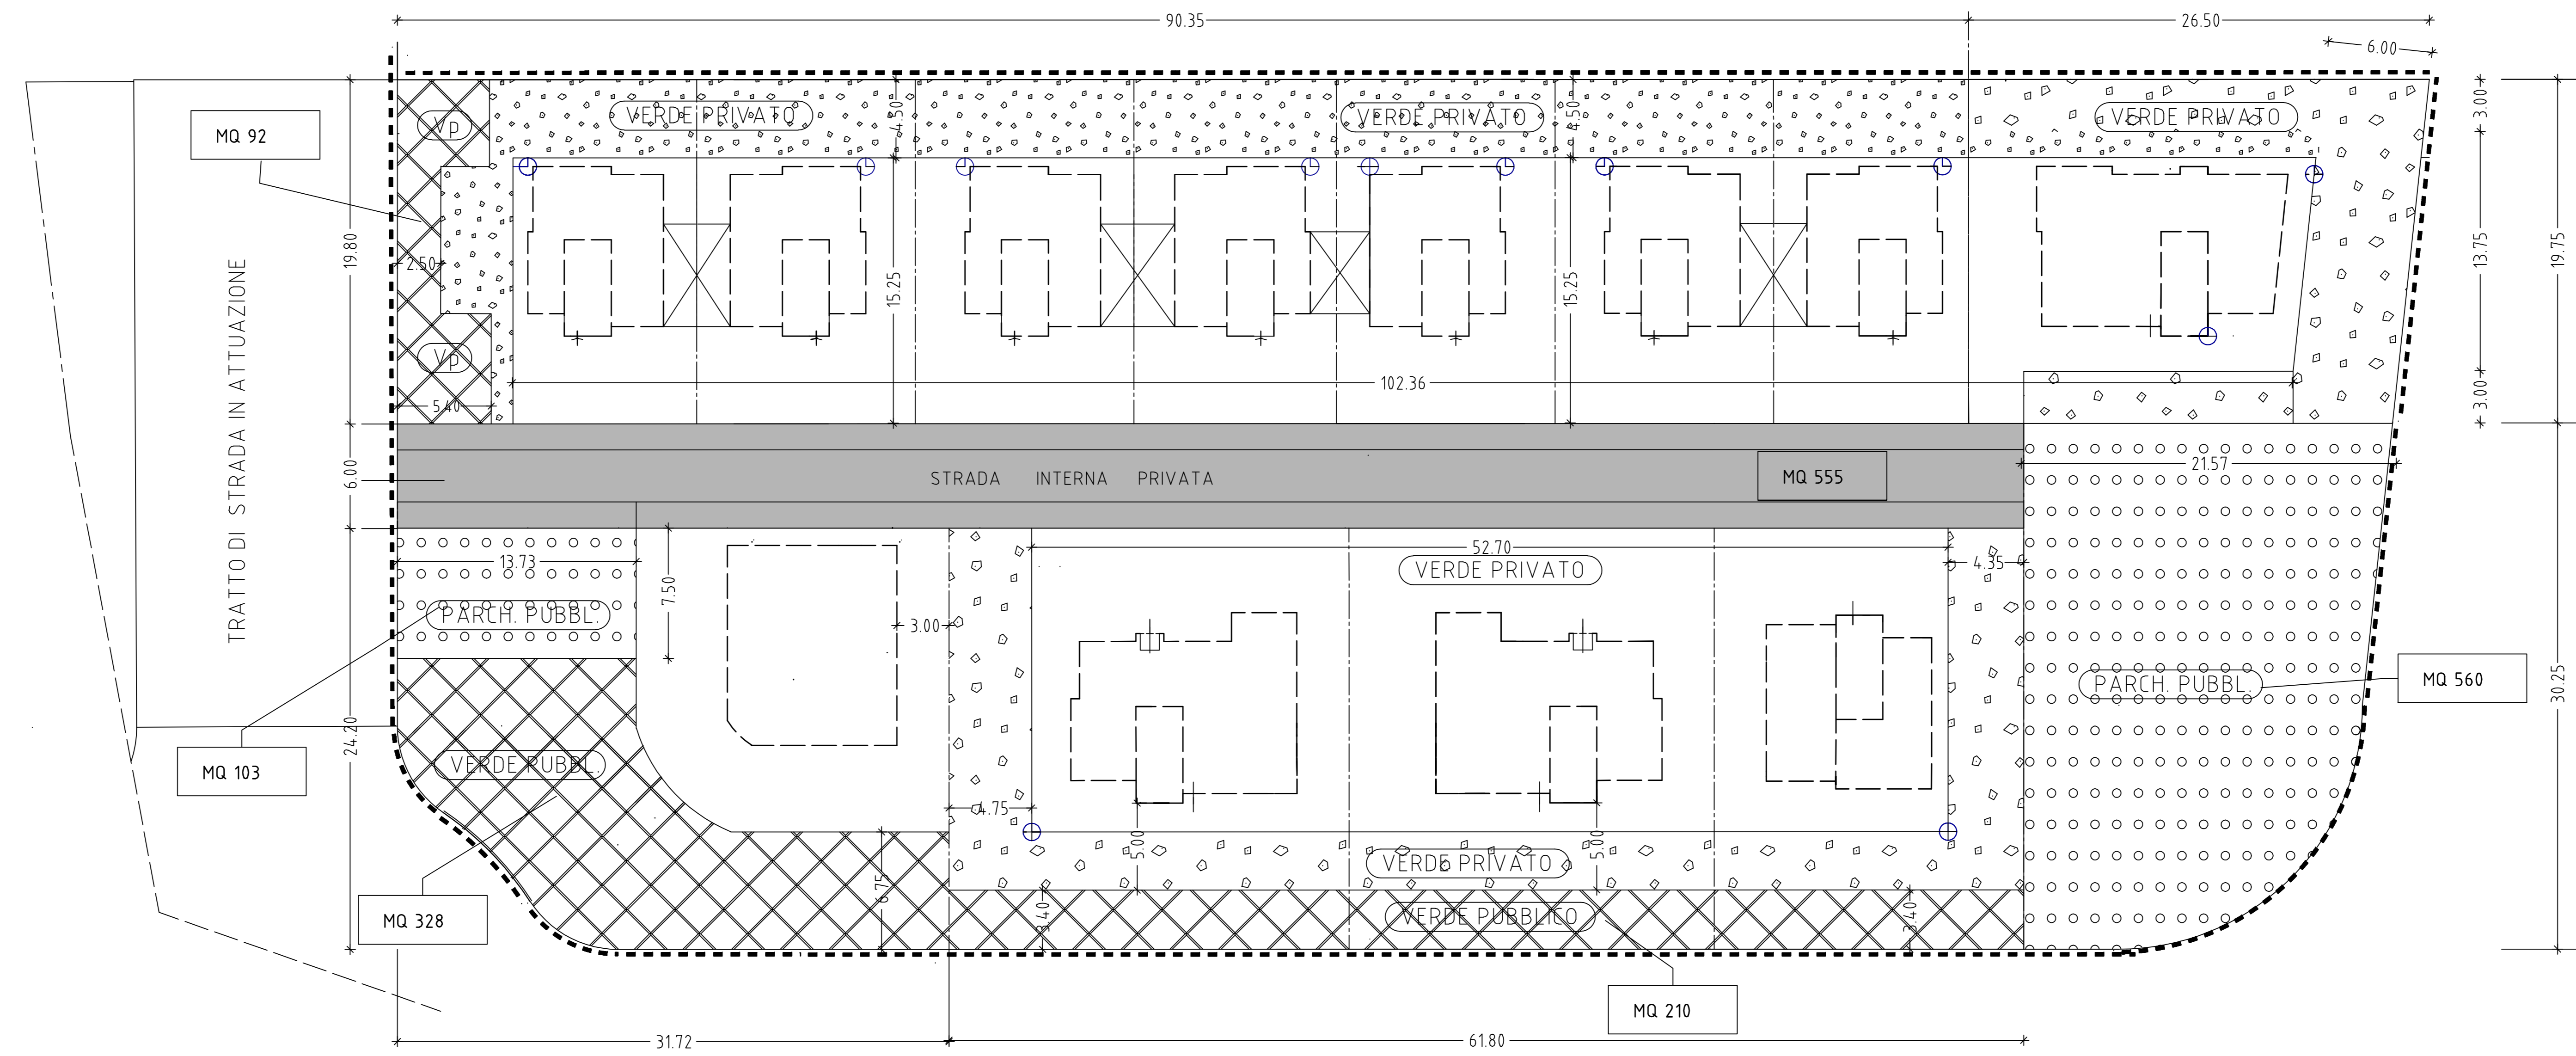 90.35
26.50
6.00
MQ 92
Vp
VERDE PRIVATO
4.50
VERDE PRIVATO
4.50
VERDE PRIVATO
3.00
19.80
2.50
15.25
15.25
13.75
19.75
TRATTO DI STRADA IN ATTUAZIONE
Vp
5.40
102.36
3.00
6.00
STRADA INTERNA PRIVATA
MQ 555
21.57
13.73
7.50
52.70
VERDE PRIVATO
4.35
PARCH. PUBBL.
3.00
PARCH. PUBBL.
MQ 560
30.25
24.20
MQ 103
VERDE PUBBL.
4.75
5.00
5.00
VERDE PRIVATO
6.75
MQ 328
3.40
VERDE PUBBLICO
3.40
MQ 210
31.72
61.80